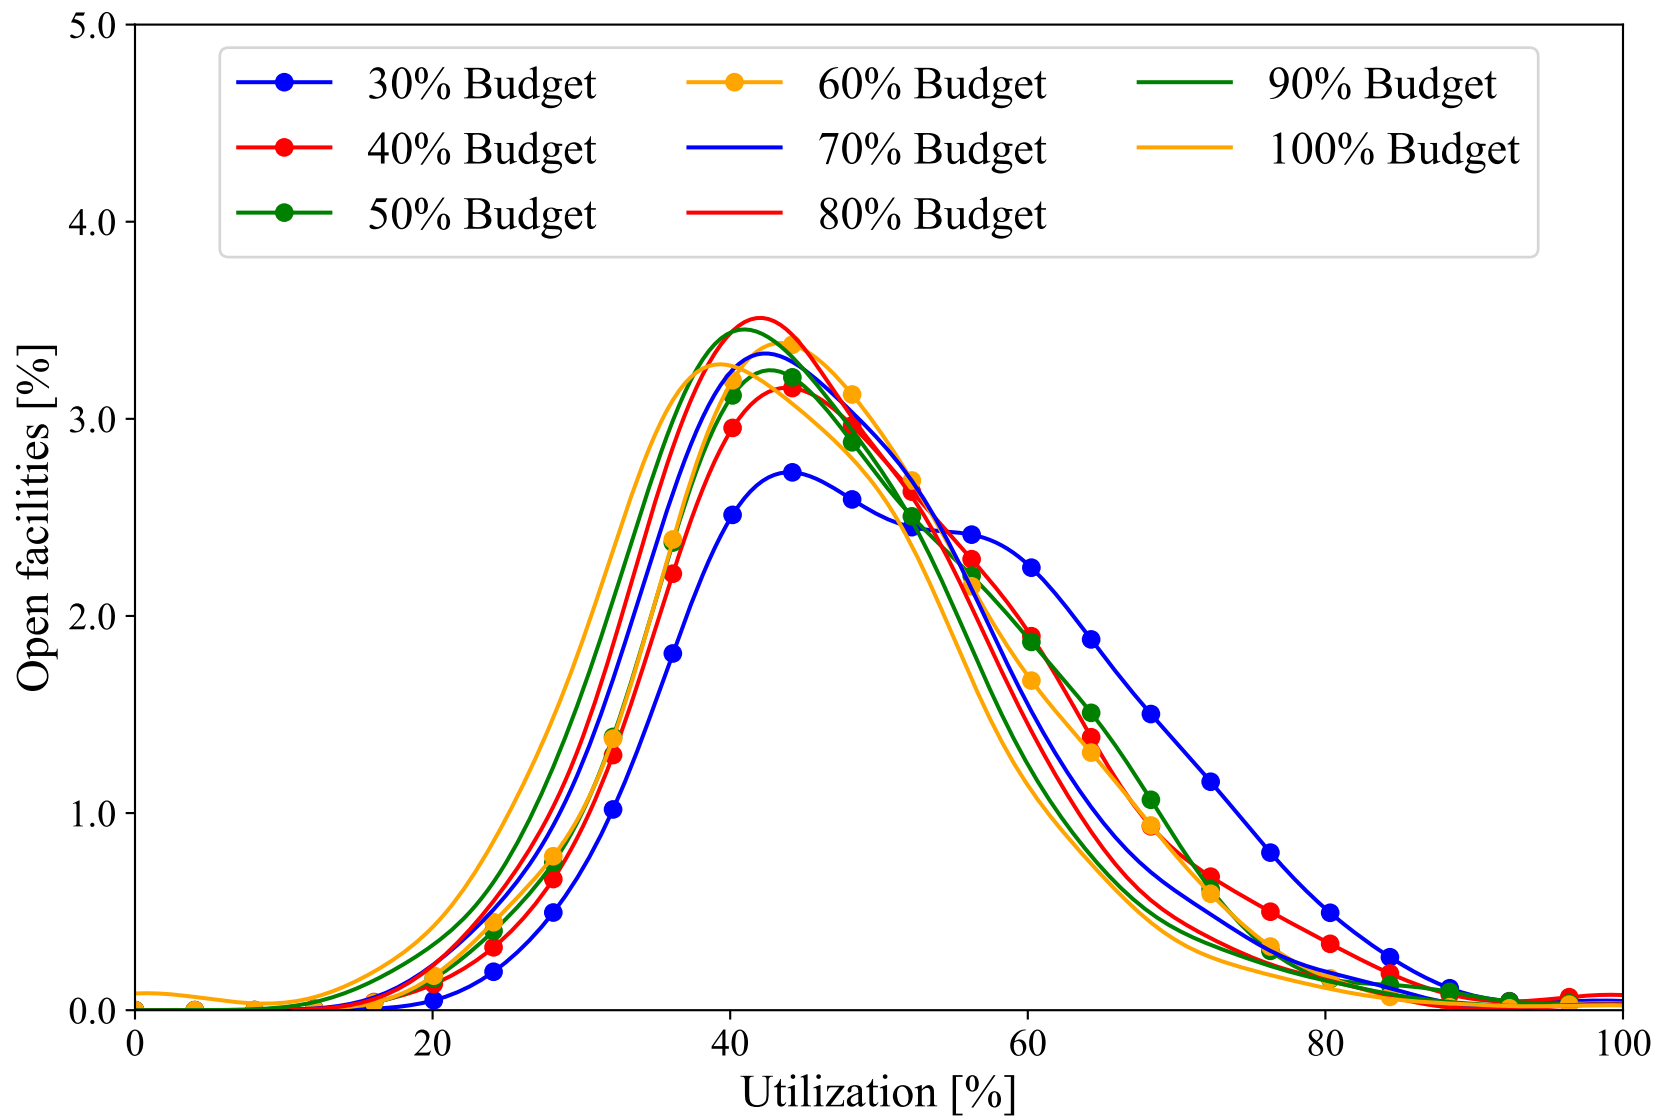 5.0
4.0
3.0
2.0
1.0
0.0
Open facilities [%]
30% Budget
40% Budget
50% Budget
60% Budget
70% Budget
80% Budget
90% Budget
100% Budget
0 20 40 60 80 100
Utilization [%]